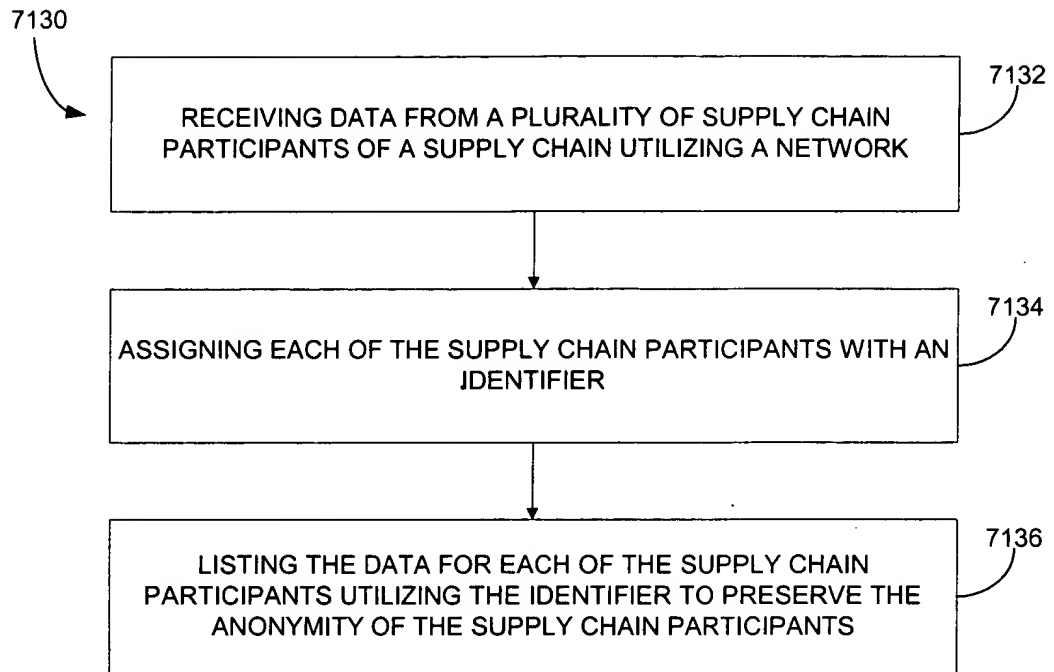 7130
7132
RECEIVING DATA FROM A PLURALITY OF SUPPLY CHAIN
PARTICIPANTS OF A SUPPLY CHAIN UTILIZING A NETWORK
7134
ASSIGNING EACH OF THE SUPPLY CHAIN PARTICIPANTS WITH AN
IDENTIFIER
7136
LISTING THE DATA FOR EACH OF THE SUPPLY CHAIN
PARTICIPANTS UTILIZING THE IDENTIFIER TO PRESERVE THE
ANONYMITY OF THE SUPPLY CHAIN PARTICIPANTS